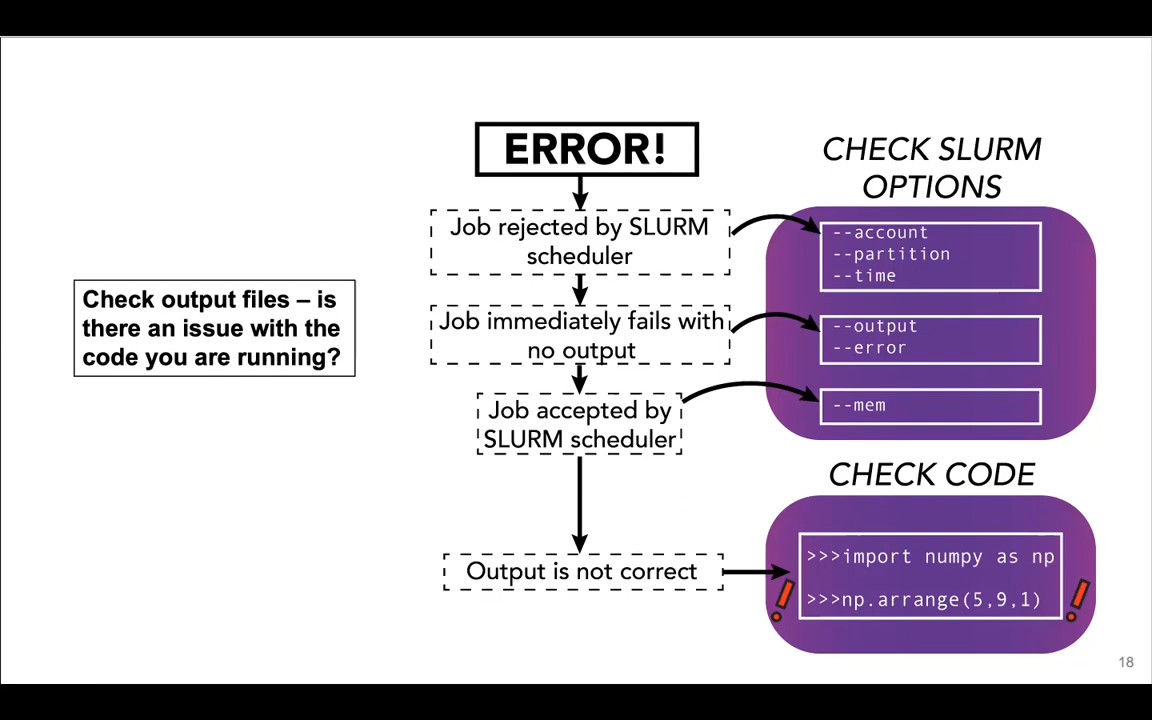 ERROR!
Job rejected by SLURM
scheduler
Job immediately fails with
no output
Job accepted by
SLURM scheduler
Output is not correct
Check output files – is
there an issue with the
code you are running?
CHECK SLURM
OPTIONS
--account
--partition
--time
--output
--error
--mem
CHECK CODE
>>>import numpy as np
>>>np.arrange(5,9,1)
18